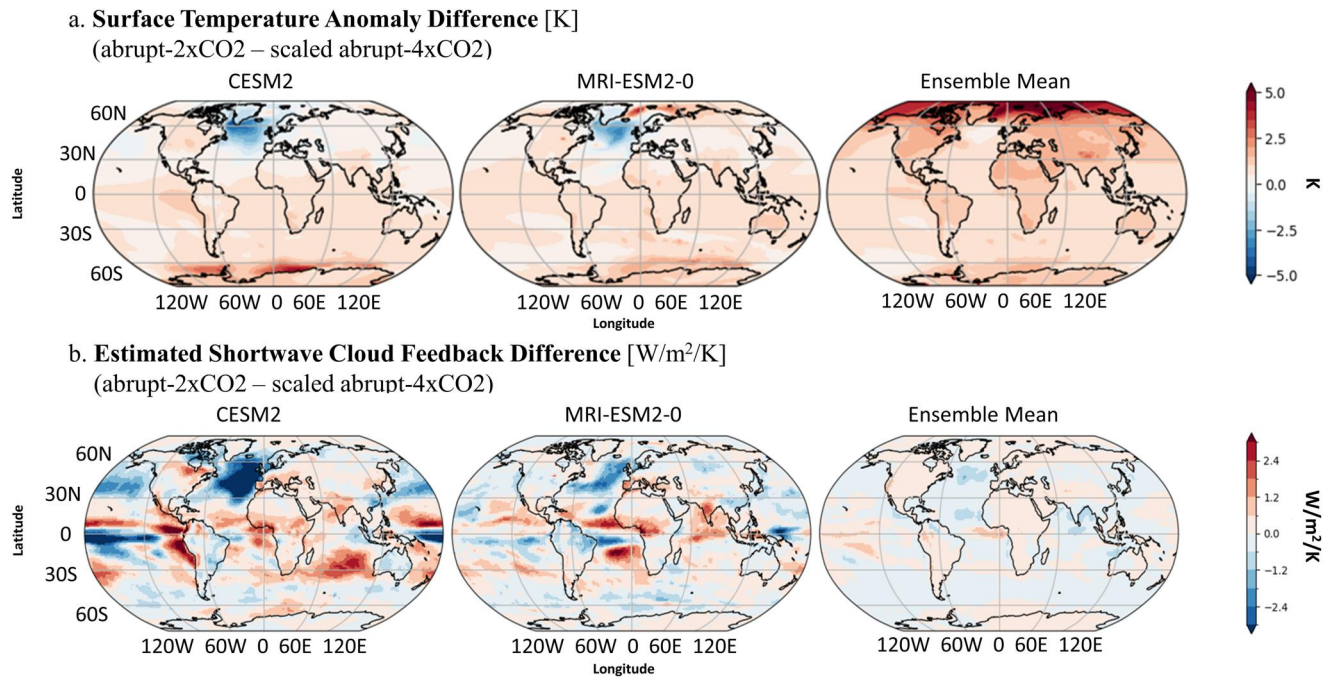 a. Surface Temperature Anomaly Difference [K]
(abrupt-2xCO2 – scaled abrupt-4xCO2)
CESM2
MRI-ESM2-0
Ensemble Mean
60N
30N
0
30S
60S
Latitude
120W 60W 0 60E 120E
120W 60W 0 60E 120E
120W 60W 0 60E 120E
Longitude
5.0
2.5
0.0
−2.5
−5.0
K
b. Estimated Shortwave Cloud Feedback Difference [W/m²/K]
(abrupt-2xCO2 – scaled abrupt-4xCO2)
CESM2
MRI-ESM2-0
Ensemble Mean
60N
30N
0
30S
60S
Latitude
120W 60W 0 60E 120E
120W 60W 0 60E 120E
120W 60W 0 60E 120E
Longitude
2.4
1.2
0.0
−1.2
−2.4
W/m²/K